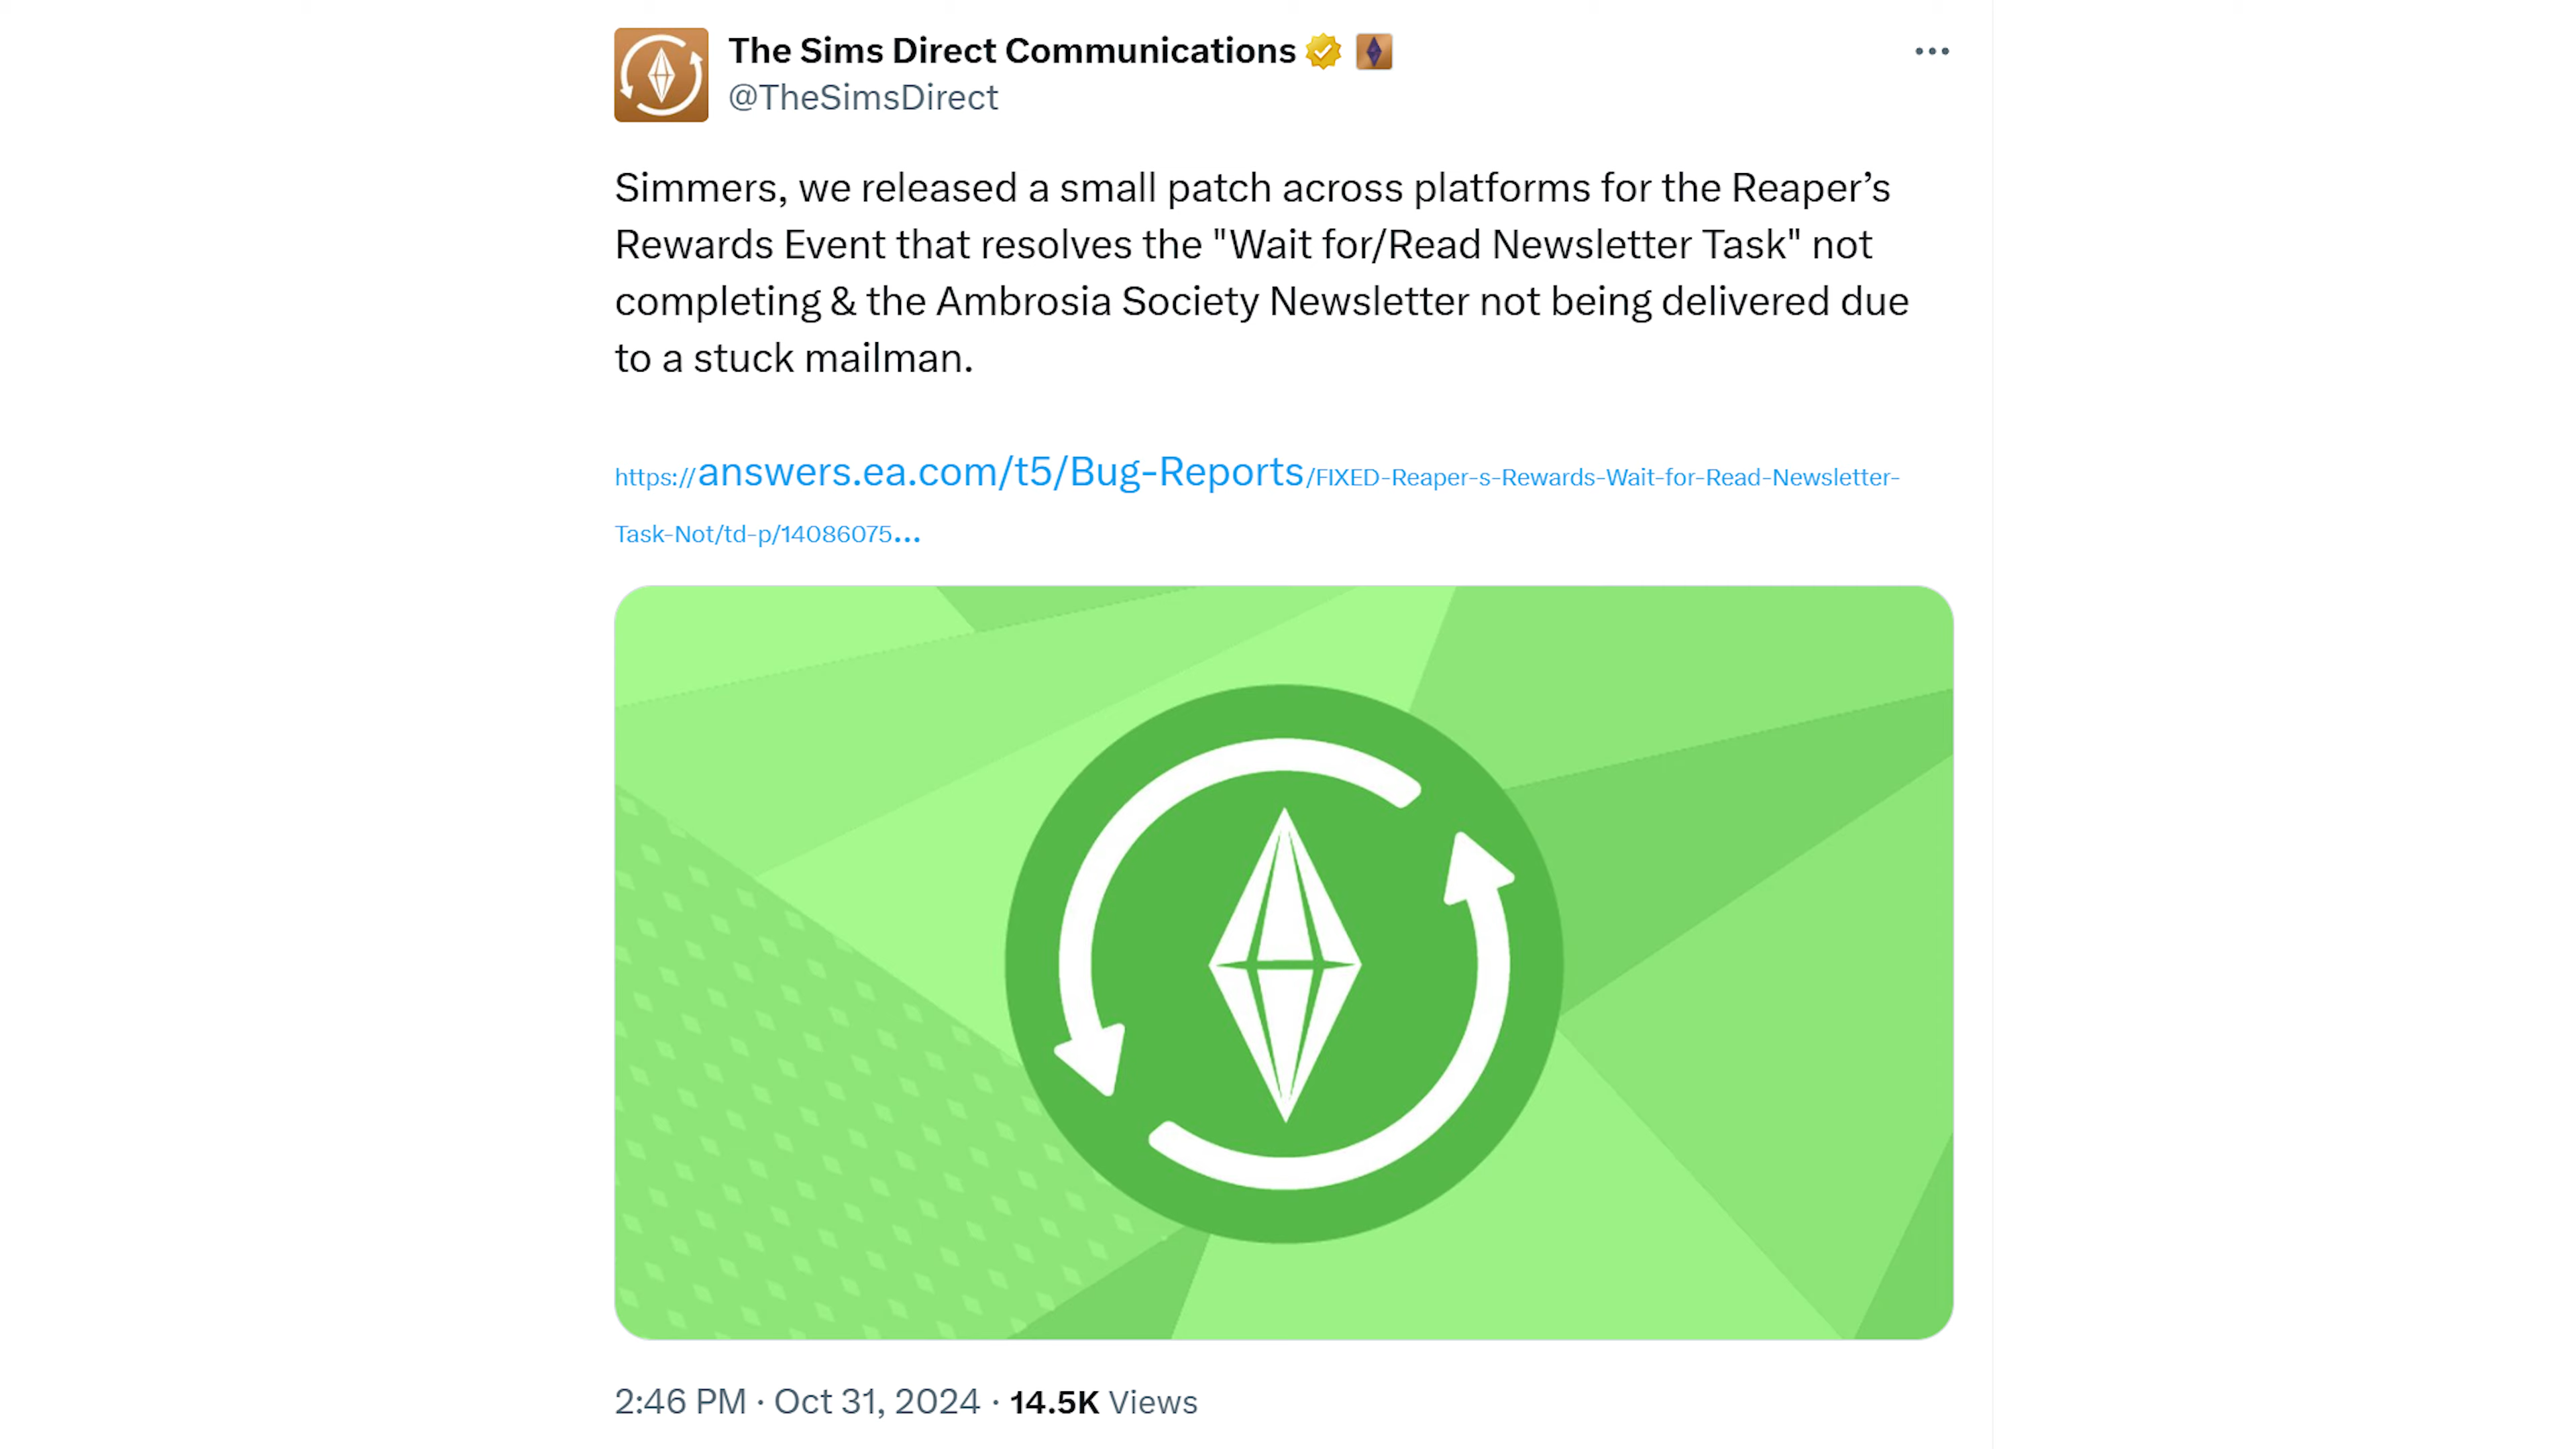 The Sims Direct Communications
@TheSimsDirect
Simmers, we released a small patch across platforms for the Reaper’s
Rewards Event that resolves the "Wait for/Read Newsletter Task" not
completing & the Ambrosia Society Newsletter not being delivered due
to a stuck mailman.
https://answers.ea.com/t5/Bug-Reports/FIXED-Reaper-s-Rewards-Wait-for-Read-Newsletter-
Task-Not/td-p/14086075...
2:46 PM · Oct 31, 2024 · 14.5K Views